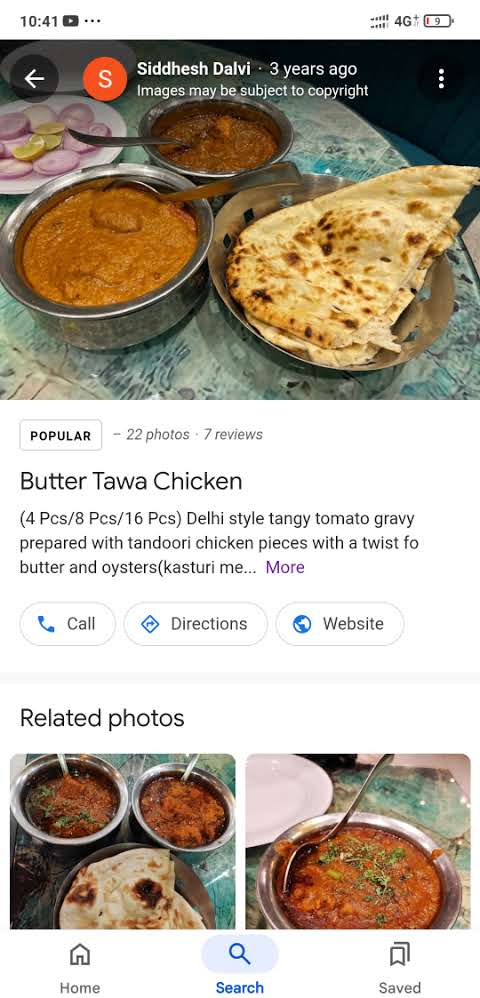 10:41
4G
9
S
Siddhesh Dalvi · 3 years ago
Images may be subject to copyright
POPULAR – 22 photos · 7 reviews
Butter Tawa Chicken
(4 Pcs/8 Pcs/16 Pcs) Delhi style tangy tomato gravy
prepared with tandoori chicken pieces with a twist fo
butter and oysters(kasturi me... More
Call Directions Website
Related photos
Home Search Saved